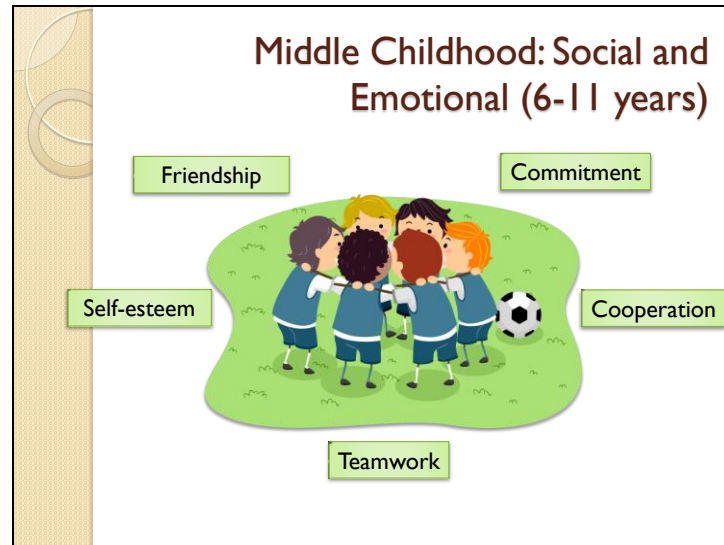 Middle Childhood: Social and
Emotional (6-11 years)
Friendship
Commitment
Self-esteem
Cooperation
Teamwork